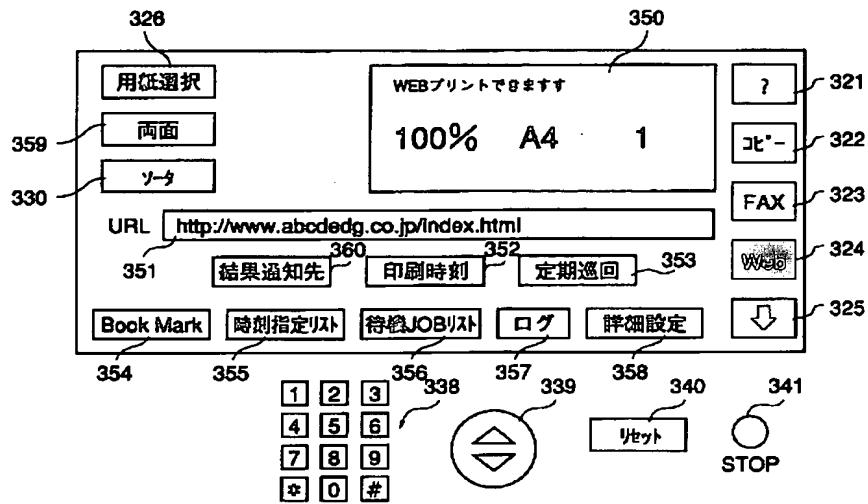 326
350
用紙選択
WEBプリントできますす
?
321
359
両面
100% A4 1
コピー
322
330
ソータ
FAX
323
URL http://www.abcdedg.co.jp/index.html
351
360
352
353
Web
324
結果通知先
印刷時刻
定期巡回
Book Mark
時刻指定リスト
待機JOBリスト
ログ
詳細設定
325
354
355
356
357
358
338
339
340
341
1 2 3
4 5 6
7 8 9
* 0 #
リセット
STOP